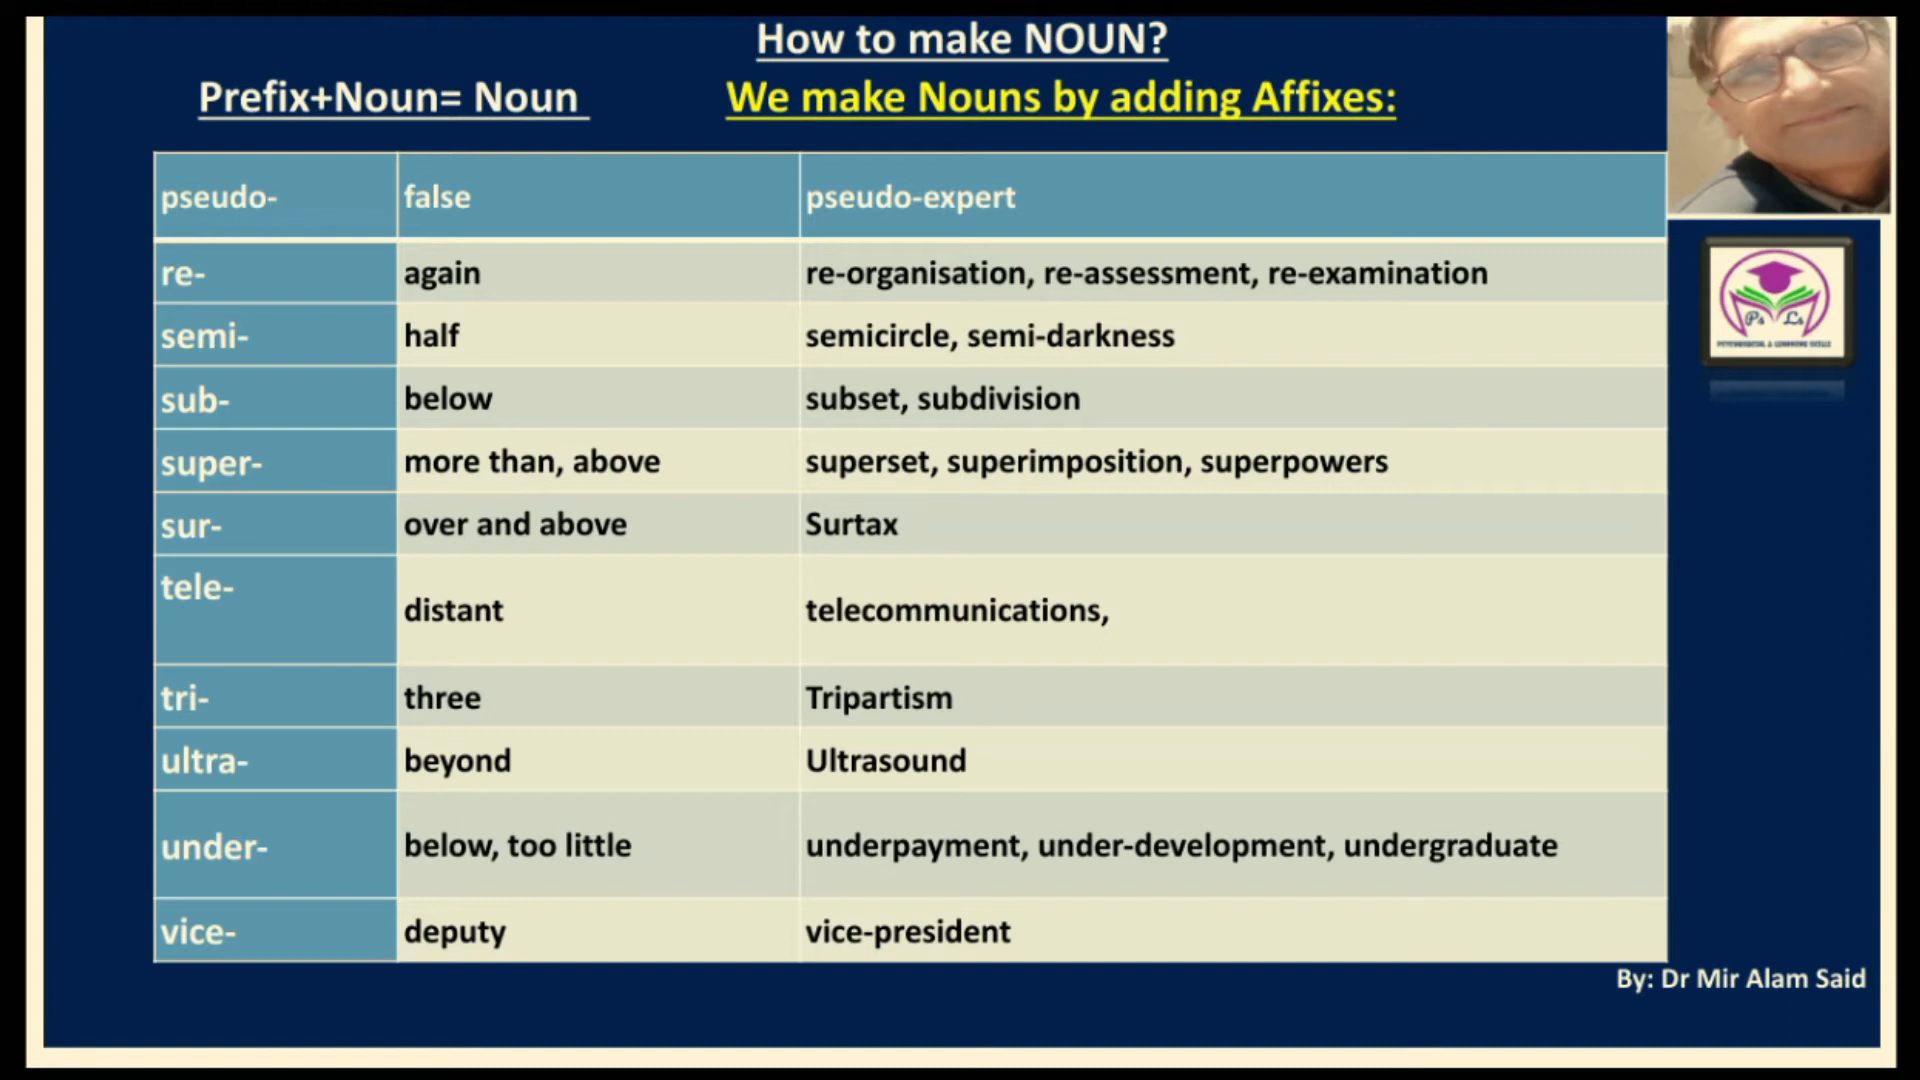 How to make NOUN?
Prefix+Noun= Noun We make Nouns by adding Affixes:
pseudo- false pseudo-expert
re- again re-organisation, re-assessment, re-examination
semi- half semicircle, semi-darkness
sub- below subset, subdivision
super- more than, above superset, superimposition, superpowers
sur- over and above Surtax
tele- distant telecommunications,
tri- three Tripartism
ultra- beyond Ultrasound
under- below, too little underpayment, under-development, undergraduate
vice- deputy vice-president
Ps Ls
By: Dr Mir Alam Said